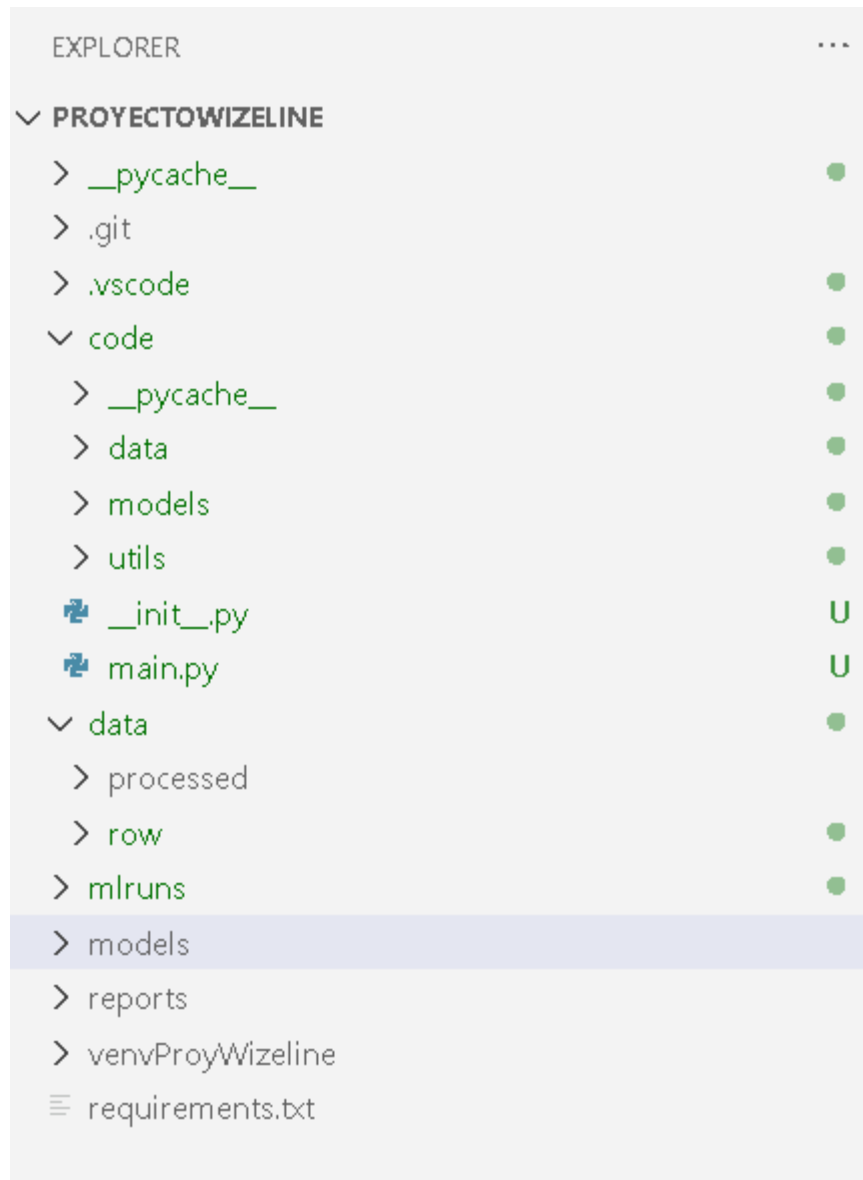 EXPLORER ...
PROYECTOWIZELINE
__pycache__
.git
.vscode
code
__pycache__
data
models
utils
__init__.py U
main.py U
data
processed
row
mlruns
models
reports
venvProyWizeline
requirements.txt